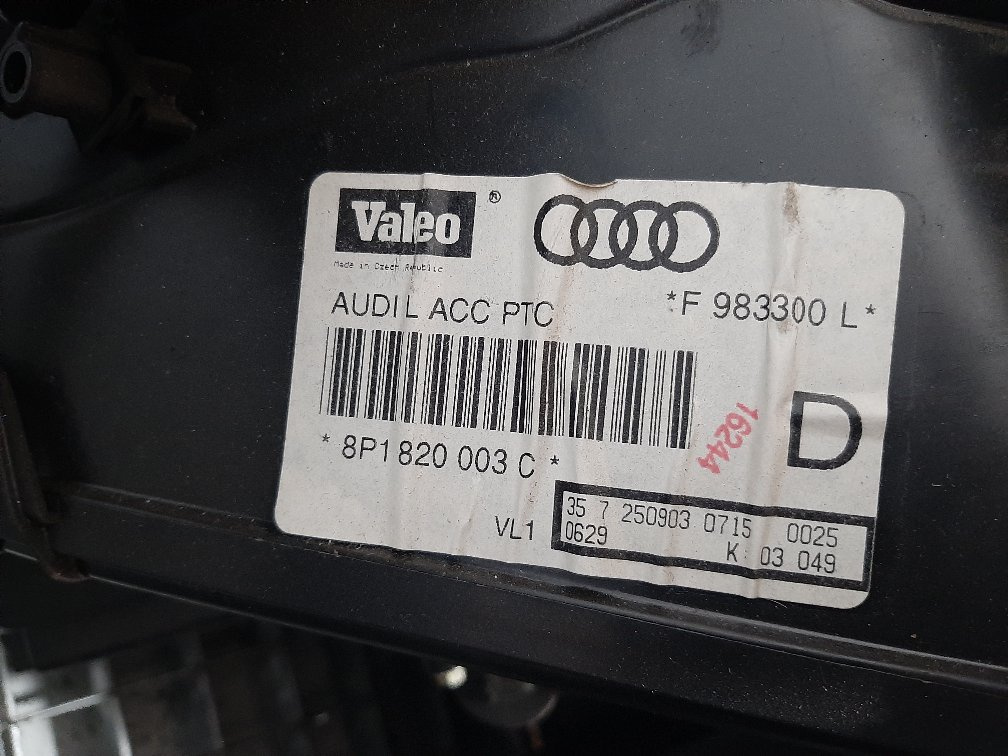 Valeo ®
Made in Czech Republic
AUDI L ACC PTC
*F 983300 L*
* 8P1 820 003 C *
16244
D
VL1
35 7 250903 0715 0025
0629 K 03 049